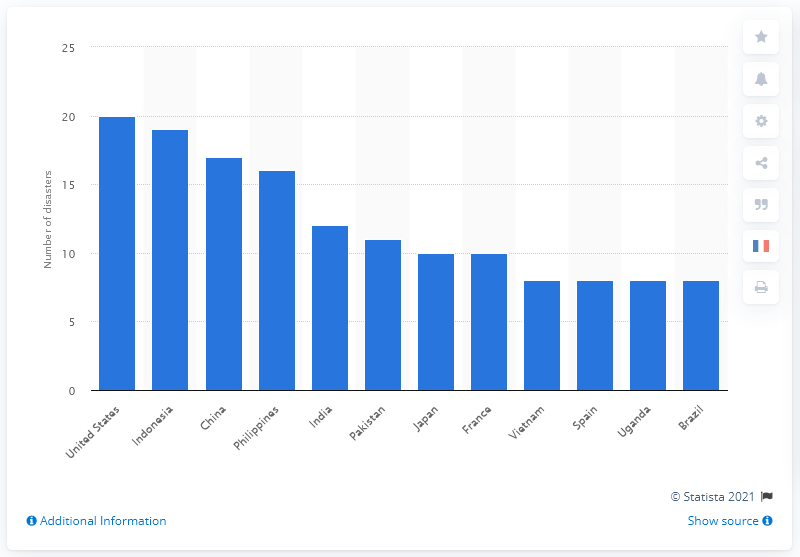 25
20
15
10
5
0
Number of disasters
United States
Indonesia
China
Philippines
India
Pakistan
Japan
France
Vietnam
Spain
Uganda
Brazil
© Statista 2021
Additional Information
Show source